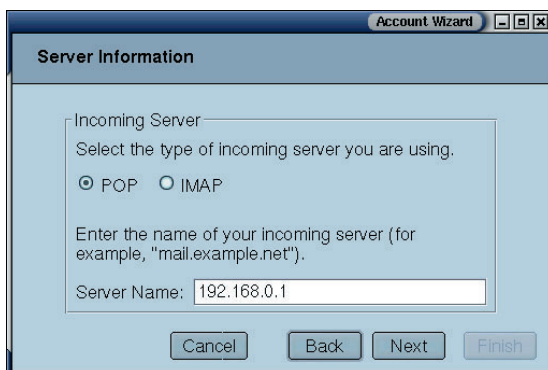 Account Wizard
Server Information
Incoming Server
Select the type of incoming server you are using.
POP IMAP
Enter the name of your incoming server (for
example, "mail.example.net").
Server Name: 192.168.0.1
Cancel Back Next Finish